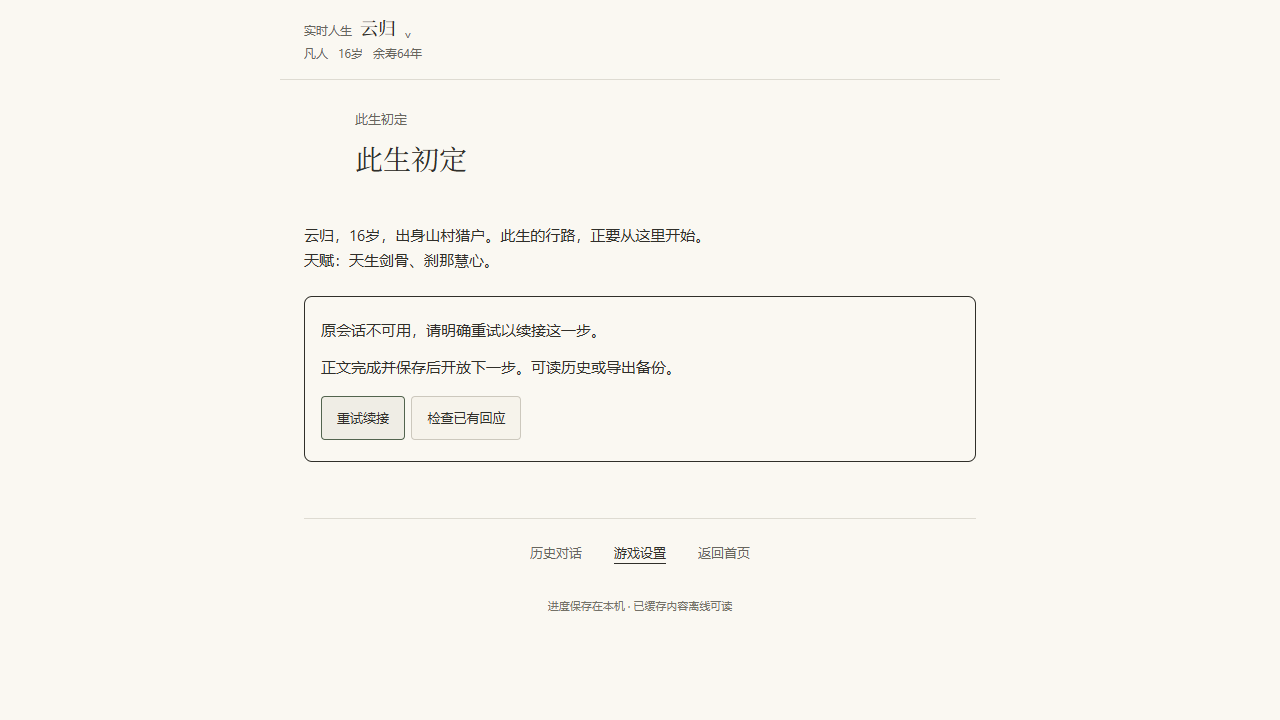 实时人生 云归 ˅
凡人 16岁 余寿64年
此生初定
此生初定
云归，16岁，出身山村猎户。此生的行路，正要从这里开始。
天赋：天生剑骨、刹那慧心。
原会话不可用，请明确重试以续接这一步。
正文完成并保存后开放下一步。可读历史或导出备份。
重试续接 检查已有回应
历史对话 游戏设置 返回首页
进度保存在本机 · 已缓存内容离线可读